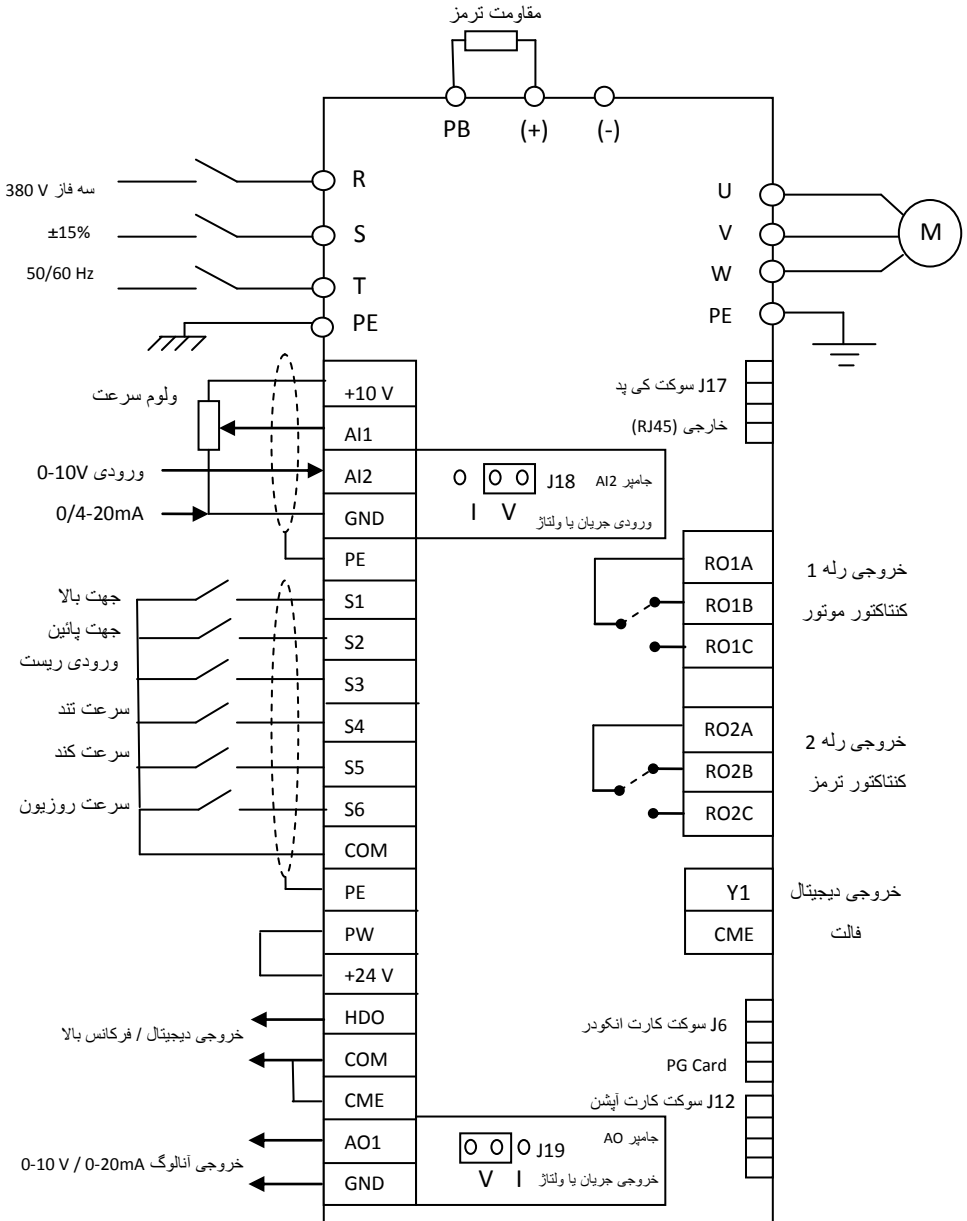 مقاومت ترمز
PB
(+)
(-)
سه فاز 380 V
±15%
50/60 Hz
R
S
T
PE
U
V
W
PE
M
ولوم سرعت
ورودی 0-10V
0/4-20mA
+10 V
AI1
AI2
GND
PE
J18 جامپر AI2
I V
ورودی جریان یا ولتاژ
J17 سوکت کی پد
خارجی (RJ45)
جهت بالا
جهت پائین
ورودی ریست
سرعت تند
سرعت کند
سرعت روزیون
S1
S2
S3
S4
S5
S6
COM
PE
PW
+24 V
HDO
COM
CME
AO1
GND
RO1A
RO1B
RO1C
خروجی رله 1
کنتاکتور موتور
RO2A
RO2B
RO2C
خروجی رله 2
کنتاکتور ترمز
Y1
CME
خروجی دیجیتال
فالت
خروجی دیجیتال / فرکانس بالا
خروجی آنالوگ 0-10 V / 0-20mA
J6 سوکت کارت انکودر
PG Card
J12 سوکت کارت آپشن
J19 جامپر AO
V I
خروجی جریان یا ولتاژ